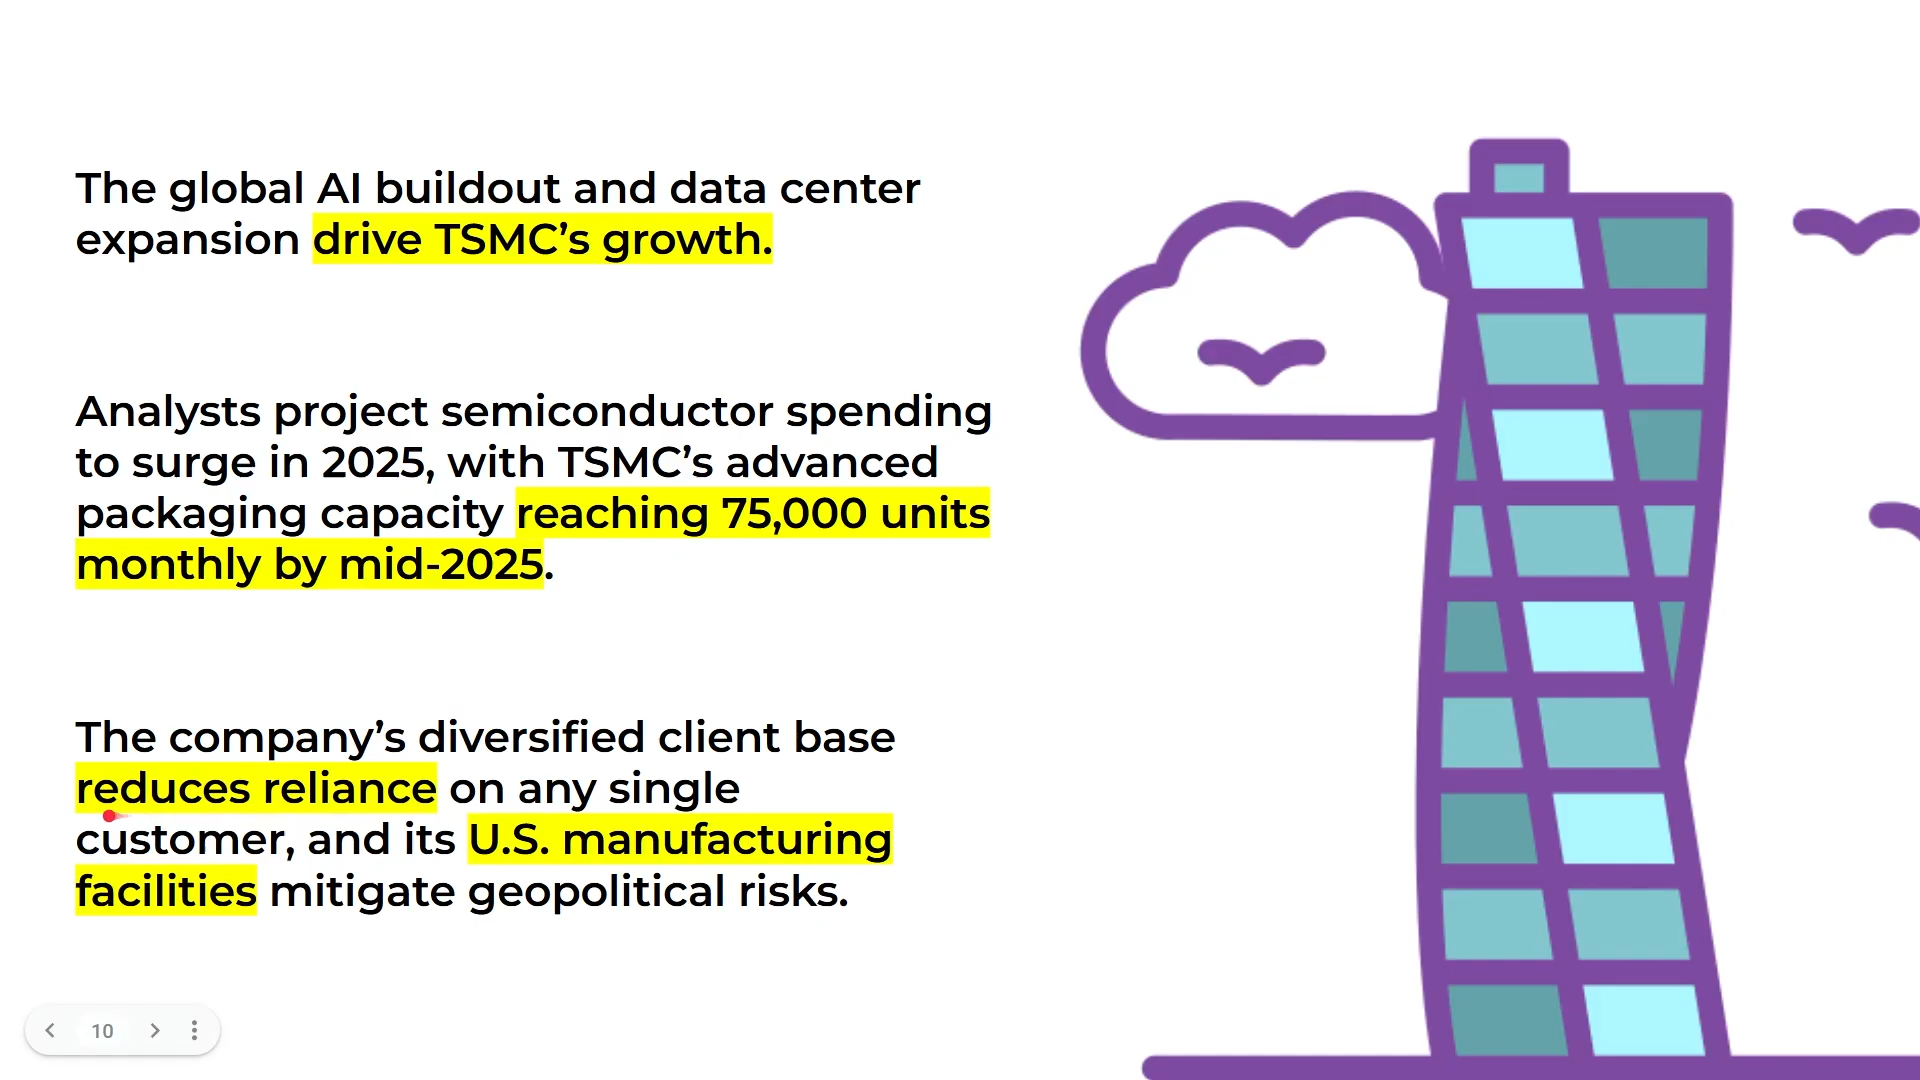 The global AI buildout and data center
expansion drive TSMC’s growth.
Analysts project semiconductor spending
to surge in 2025, with TSMC’s advanced
packaging capacity reaching 75,000 units
monthly by mid-2025.
The company’s diversified client base
reduces reliance on any single
customer, and its U.S. manufacturing
facilities mitigate geopolitical risks.
10